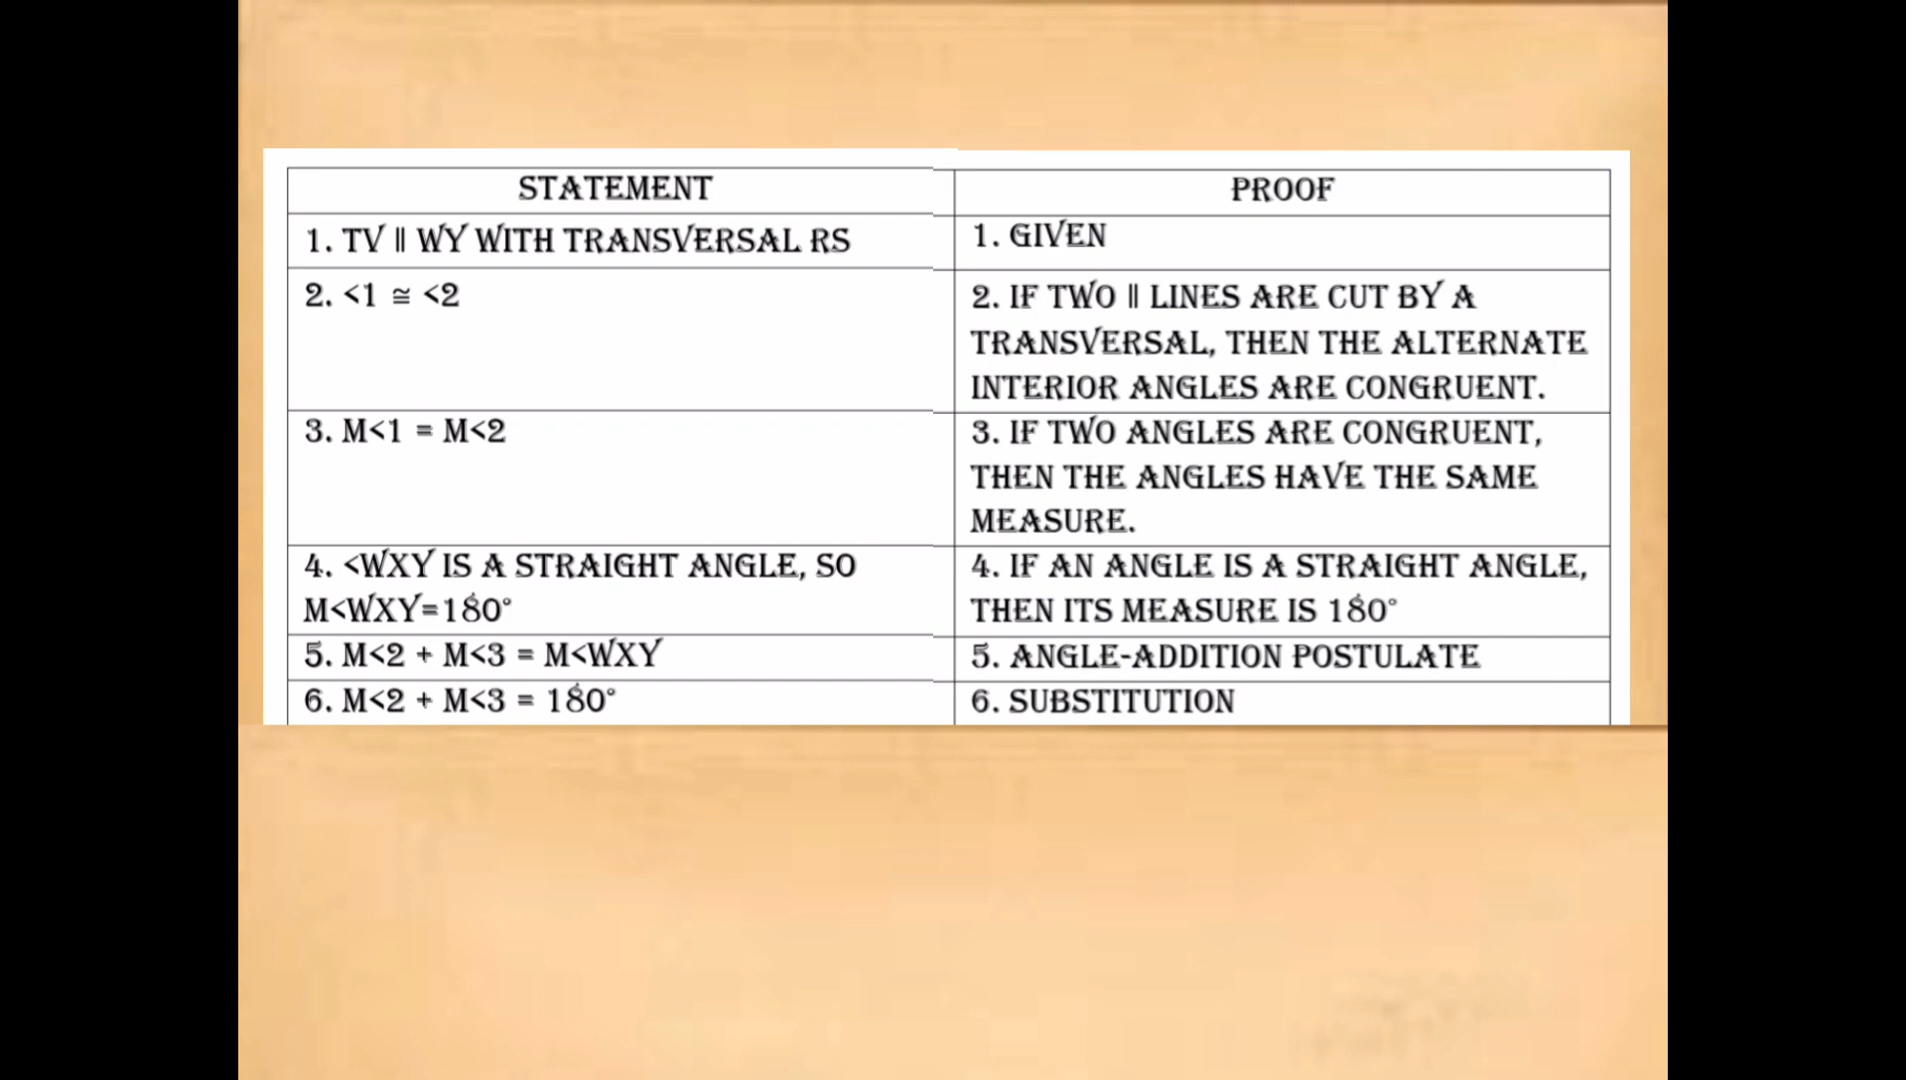 STATEMENT
PROOF
1. TV ∥ WY WITH TRANSVERSAL RS
1. GIVEN
2. <1 ≅ <2
2. IF TWO ∥ LINES ARE CUT BY A
TRANSVERSAL, THEN THE ALTERNATE
INTERIOR ANGLES ARE CONGRUENT.
3. M<1 = M<2
3. IF TWO ANGLES ARE CONGRUENT,
THEN THE ANGLES HAVE THE SAME
MEASURE.
4. <WXY IS A STRAIGHT ANGLE, SO
M<WXY=180°
4. IF AN ANGLE IS A STRAIGHT ANGLE,
THEN ITS MEASURE IS 180°
5. M<2 + M<3 = M<WXY
5. ANGLE-ADDITION POSTULATE
6. M<2 + M<3 = 180°
6. SUBSTITUTION